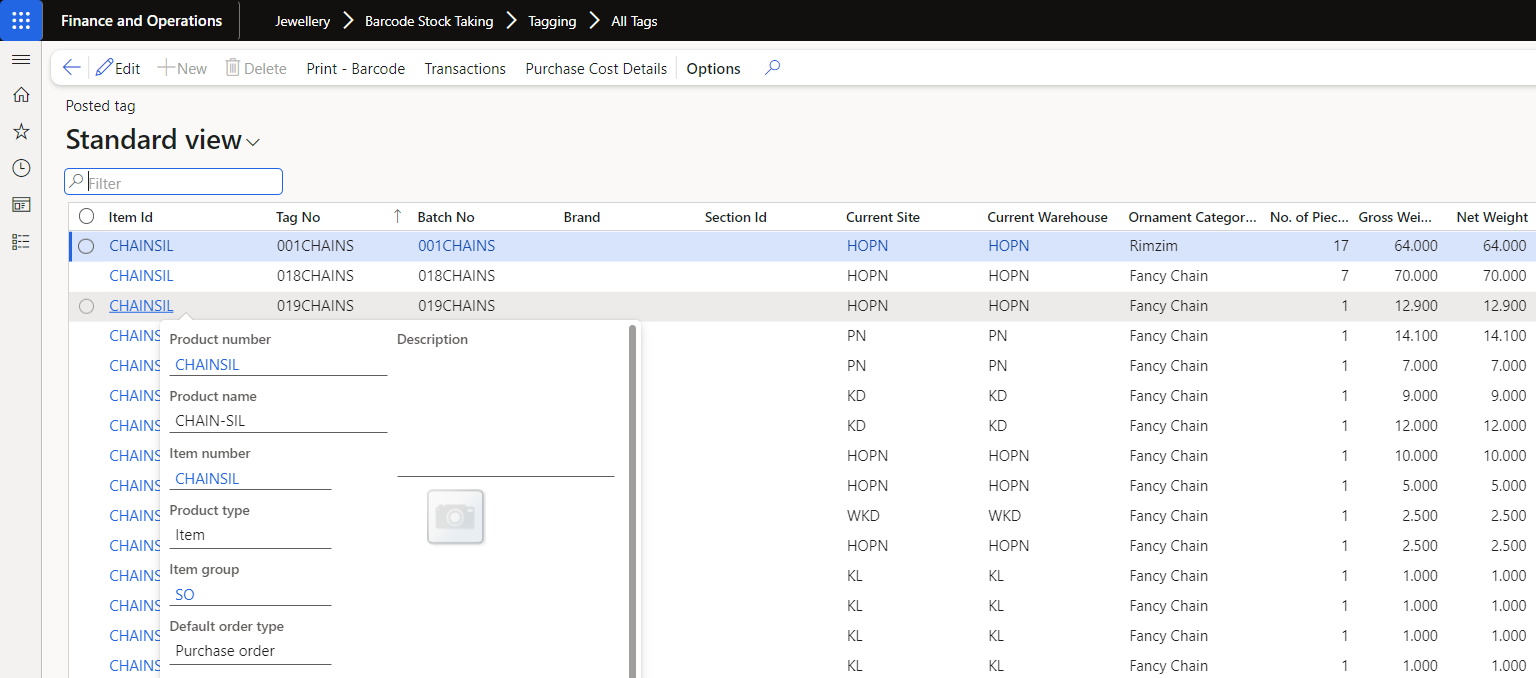 Finance and Operations Jewellery Barcode Stock Taking Tagging All Tags
Edit New Delete Print - Barcode Transactions Purchase Cost Details Options
Posted tag
Standard view
Filter
Item Id Tag No Batch No Brand Section Id Current Site Current Warehouse Ornament Categor... No. of Piec... Gross Wei... Net Weight
CHAINSIL 001CHAINS 001CHAINS HOPN HOPN Rimzim 17 64.000 64.000
CHAINSIL 018CHAINS 018CHAINS HOPN HOPN Fancy Chain 7 70.000 70.000
CHAINSIL 019CHAINS 019CHAINS HOPN HOPN Fancy Chain 1 12.900 12.900
CHAINS PN PN Fancy Chain 1 14.100 14.100
CHAINS PN PN Fancy Chain 1 7.000 7.000
CHAINS KD KD Fancy Chain 1 9.000 9.000
CHAINS KD KD Fancy Chain 1 12.000 12.000
CHAINS HOPN HOPN Fancy Chain 1 10.000 10.000
CHAINS HOPN HOPN Fancy Chain 1 5.000 5.000
CHAINS WKD WKD Fancy Chain 1 2.500 2.500
CHAINS HOPN HOPN Fancy Chain 1 2.500 2.500
CHAINS KL KL Fancy Chain 1 1.000 1.000
CHAINS KL KL Fancy Chain 1 1.000 1.000
CHAINS KL KL Fancy Chain 1 1.000 1.000
CHAINS KL KL Fancy Chain 1 1.000 1.000
Product number Description
CHAINSIL
Product name
CHAIN-SIL
Item number
CHAINSIL
Product type
Item
Item group
SO
Default order type
Purchase order